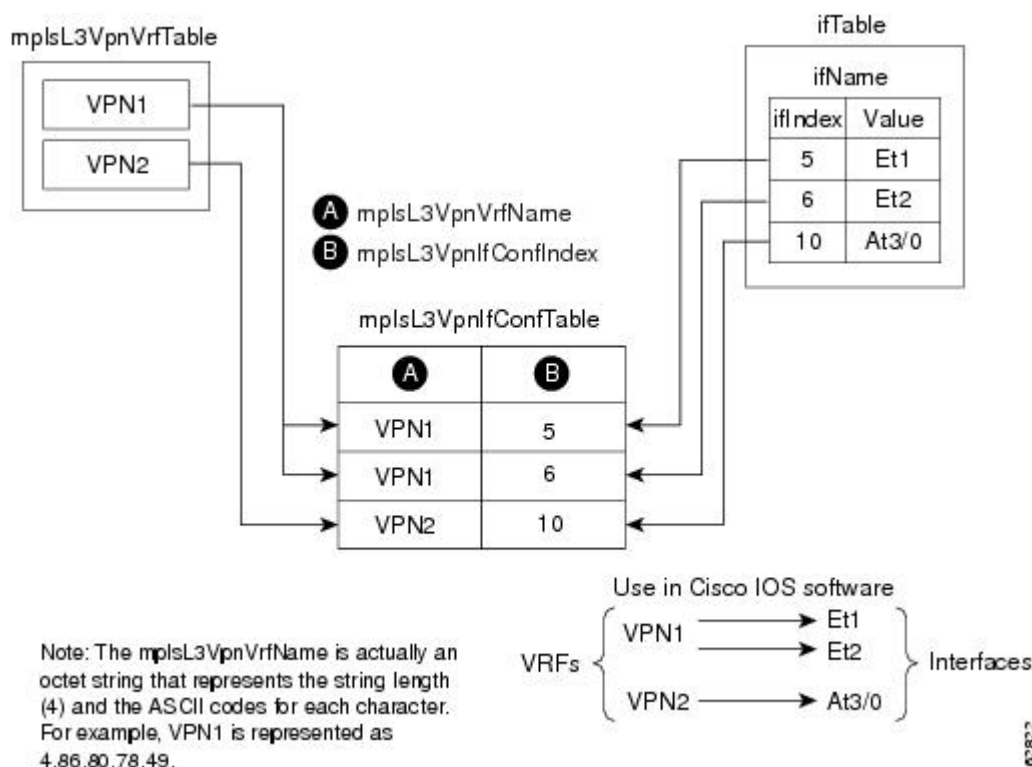 mplsL3VpnVrfTable
VPN1
VPN2
ifTable
ifName
ifIndex Value
5 Et1
6 Et2
10 At3/0
A mplsL3VpnVrfName
B mplsL3VpnIfConfIndex
mplsL3VpnIfConfTable
A B
VPN1 5
VPN1 6
VPN2 10
Note: The mplsL3VpnVrfName is actually an
octet string that represents the string length
(4) and the ASCII codes for each character.
For example, VPN1 is represented as
4.86.80.78.49.
Use in Cisco IOS software
VRFs
VPN1
Et1
Et2
VPN2
At3/0
Interfaces